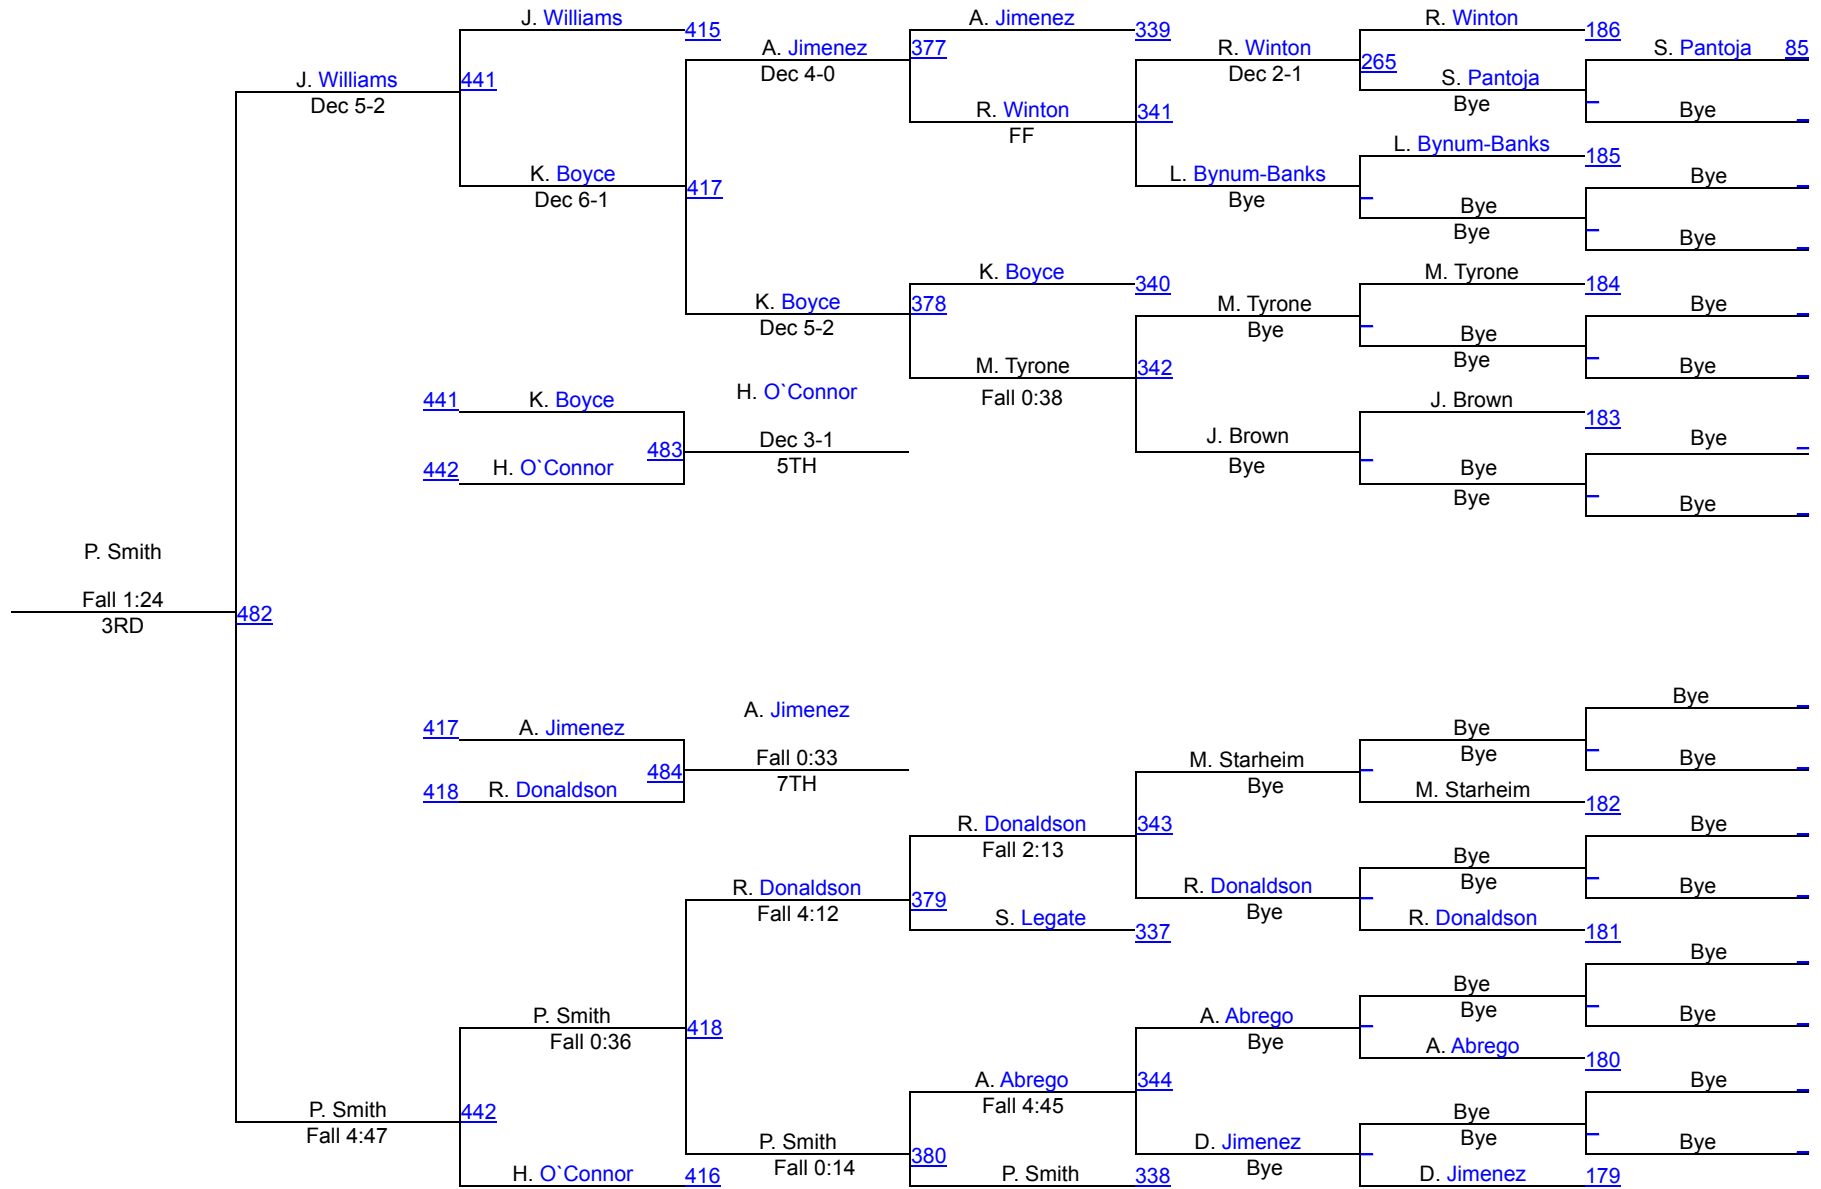 J. Williams
415
A. Jimenez
339
R. Winton
186
A. Jimenez
377
Dec 4-0
R. Winton
265
Dec 2-1
S. Pantoja 85
J. Williams
441
Dec 5-2
S. Pantoja
Bye
Bye
R. Winton
341
FF
L. Bynum-Banks
185
K. Boyce
417
Dec 6-1
L. Bynum-Banks
Bye
Bye
Bye
Bye
Bye
K. Boyce
340
M. Tyrone
184
K. Boyce
378
Dec 5-2
M. Tyrone
Bye
Bye
Bye
Bye
Bye
M. Tyrone
342
Fall 0:38
441 K. Boyce
H. O`Connor
J. Brown
183
483
Dec 3-1
5TH
J. Brown
Bye
Bye
442 H. O`Connor
Bye
Bye
Bye
P. Smith
Fall 1:24
3RD
482
Bye
417 A. Jimenez
A. Jimenez
Bye
Bye
484
Fall 0:33
7TH
M. Starheim
Bye
Bye
418 R. Donaldson
M. Starheim
182
R. Donaldson
343
Fall 2:13
Bye
Bye
Bye
R. Donaldson
379
Fall 4:12
R. Donaldson
Bye
Bye
S. Legate
337
R. Donaldson
181
Bye
Bye
Bye
P. Smith
418
Fall 0:36
A. Abrego
Bye
Bye
A. Abrego
180
A. Abrego
344
Fall 4:45
Bye
P. Smith
442
Fall 4:47
Bye
Bye
P. Smith
380
Fall 0:14
D. Jimenez
Bye
Bye
H. O`Connor
416
P. Smith
338
D. Jimenez
179